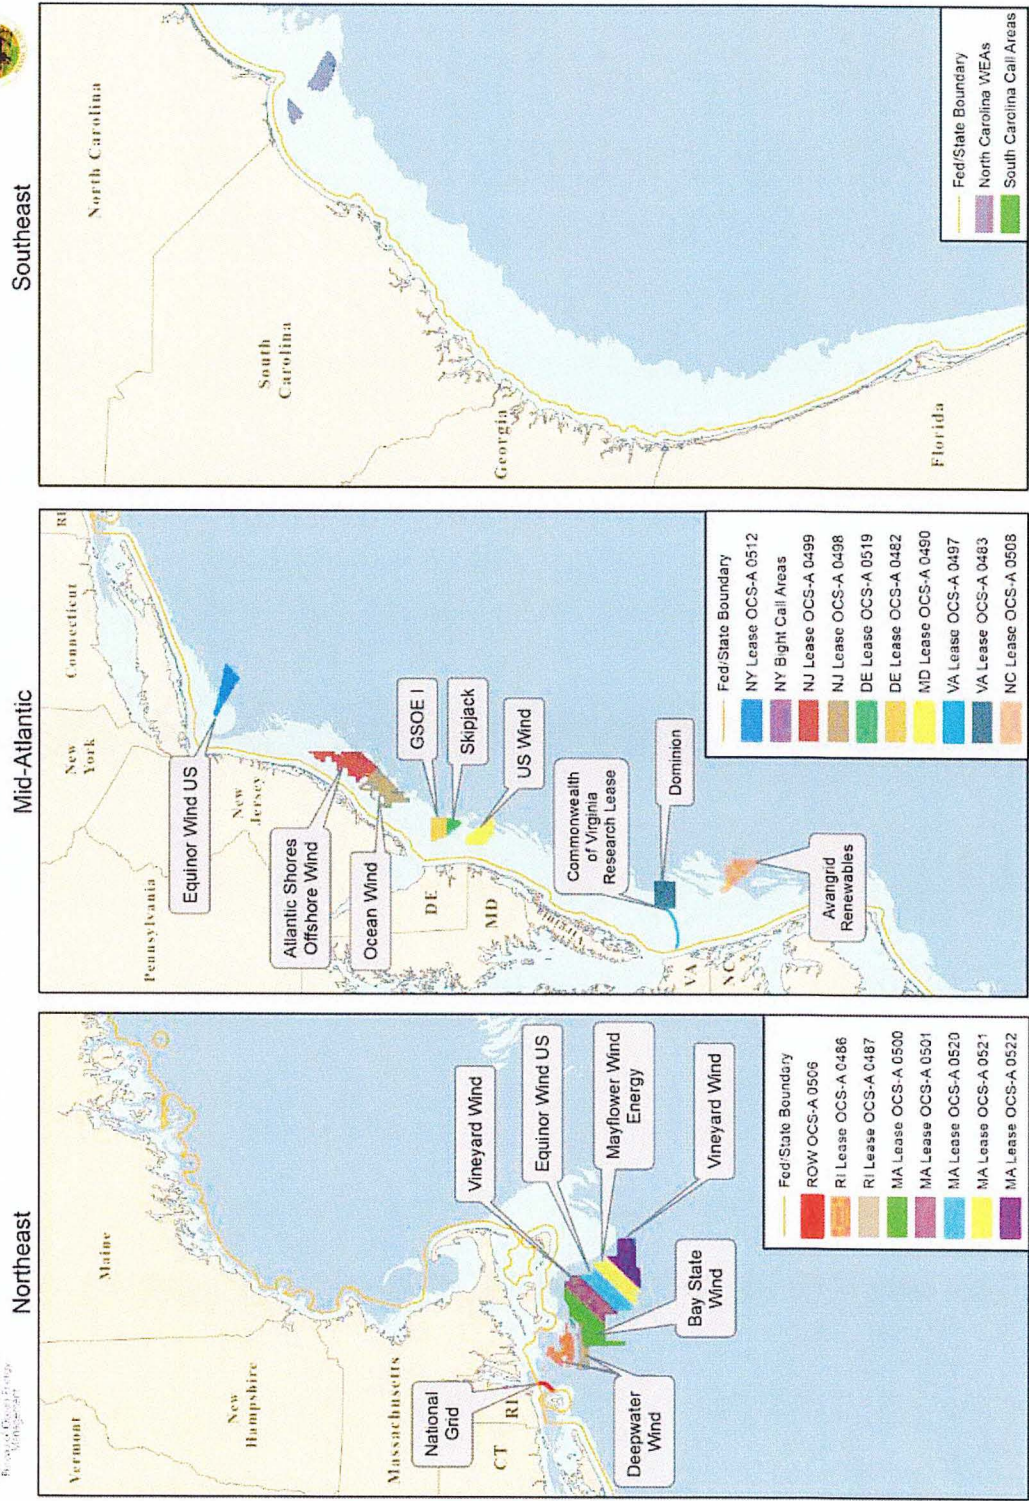 Northeast
Vermont
Maine
New
Hampshire
Massachusetts
CT
RI
National
Grid
Deepwater
Wind
Bay State
Wind
Vineyard Wind
Equinor Wind US
Mayflower Wind
Energy
Vineyard Wind
Fed/State Boundary
ROW OCS-A 0506
RI Lease OCS-A 0486
RI Lease OCS-A 0487
MA Lease OCS-A 0500
MA Lease OCS-A 0501
MA Lease OCS-A 0520
MA Lease OCS-A 0521
MA Lease OCS-A 0522
Mid-Atlantic
Pennsylvania
New
York
Connecticut
RI
New
Jersey
DE
MD
Virginia
VA
NC
Equinor Wind US
Atlantic Shores
Offshore Wind
Ocean Wind
GSOE I
Skipjack
US Wind
Commonwealth
of Virginia
Research Lease
Dominion
Avangrid
Renewables
Fed/State Boundary
NY Lease OCS-A 0512
NY Bight Call Areas
NJ Lease OCS-A 0499
NJ Lease OCS-A 0498
DE Lease OCS-A 0519
DE Lease OCS-A 0482
MD Lease OCS-A 0490
VA Lease OCS-A 0497
VA Lease OCS-A 0483
NC Lease OCS-A 0508
Southeast
North Carolina
South
Carolina
Georgia
Florida
Fed/State Boundary
North Carolina WEAs
South Carolina Call Areas